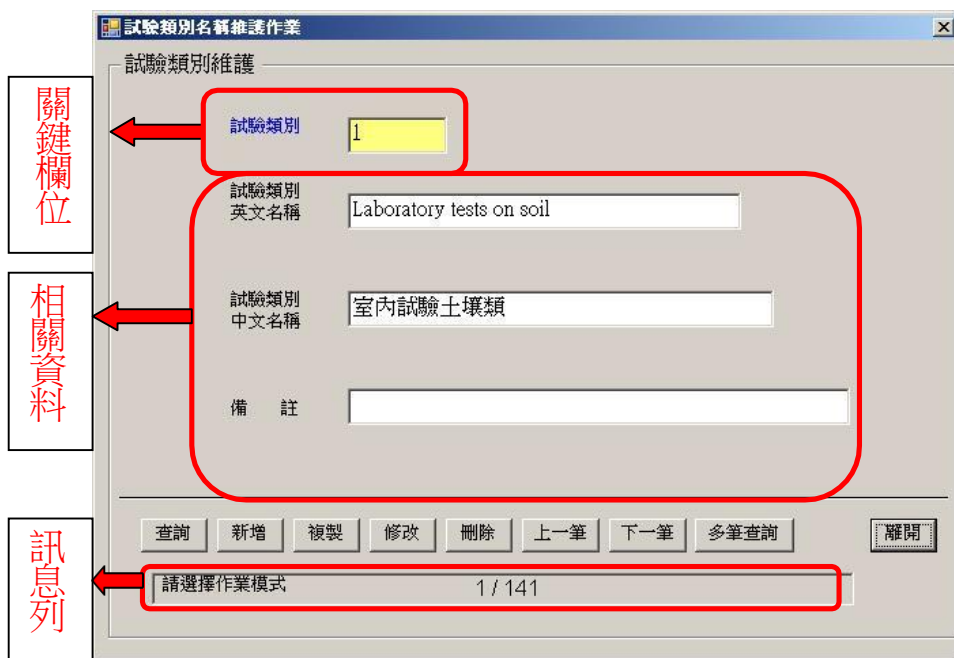 試驗類別名稱維護作業
試驗類別維護
關鍵欄位
試驗類別
1
試驗類別
英文名稱
Laboratory tests on soil
相關資料
試驗類別
中文名稱
室內試驗土壤類
備 註
查詢 新增 複製 修改 刪除 上一筆 下一筆 多筆查詢 離開
訊息列
請選擇作業模式 1 / 141